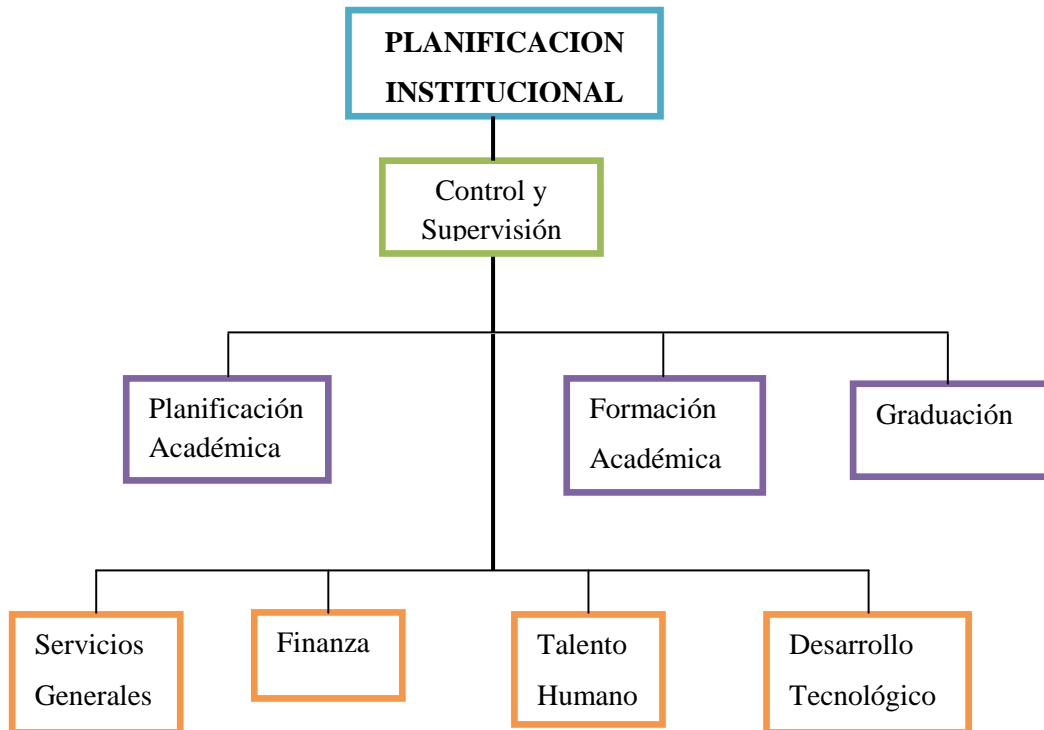 PLANIFICACION
INSTITUCIONAL
Control y
Supervisión
Planificación
Académica
Formación
Académica
Graduación
Servicios
Generales
Finanza
Talento
Humano
Desarrollo
Tecnológico